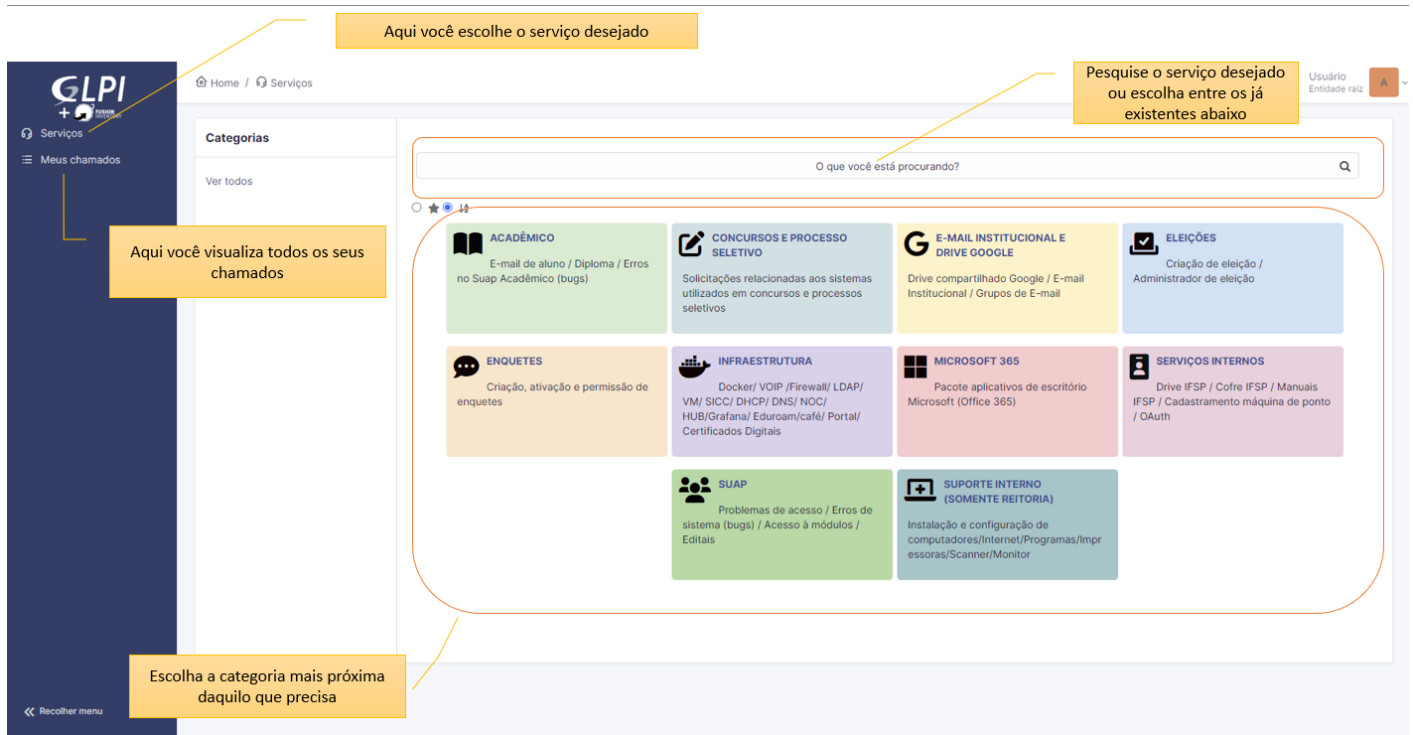 Aqui você escolhe o serviço desejado
GLPI
+ FUSION
INVENTORY
Home / Serviços
Pesquise o serviço desejado
ou escolha entre os já
existentes abaixo
Usuário
Entidade raiz
A
Serviços
Meus chamados
Categorias
Ver todos
O que você está procurando?
Aqui você visualiza todos os seus
chamados
ACADÊMICO
E-mail de aluno / Diploma / Erros
no Suap Acadêmico (bugs)
CONCURSOS E PROCESSO
SELETIVO
Solicitações relacionadas aos sistemas
utilizados em concursos e processos
seletivos
E-MAIL INSTITUCIONAL E
DRIVE GOOGLE
Drive compartilhado Google / E-mail
Institucional / Grupos de E-mail
ELEIÇÕES
Criação de eleição /
Administrador de eleição
ENQUETES
Criação, ativação e permissão de
enquetes
INFRAESTRUTURA
Docker/ VOIP /Firewall/ LDAP/
VM/ SICC/ DHCP/ DNS/ NOC/
HUB/Grafana/ Eduroam/café/ Portal/
Certificados Digitais
MICROSOFT 365
Pacote aplicativos de escritório
Microsoft (Office 365)
SERVIÇOS INTERNOS
Drive IFSP / Cofre IFSP / Manuais
IFSP / Cadastramento máquina de ponto
/ OAuth
SUAP
Problemas de acesso / Erros de
sistema (bugs) / Acesso à módulos /
Editais
SUPORTE INTERNO
(SOMENTE REITORIA)
Instalação e configuração de
computadores/Internet/Programas/Impr
essoras/Scanner/Monitor
Escolha a categoria mais próxima
daquilo que precisa
Recolher menu